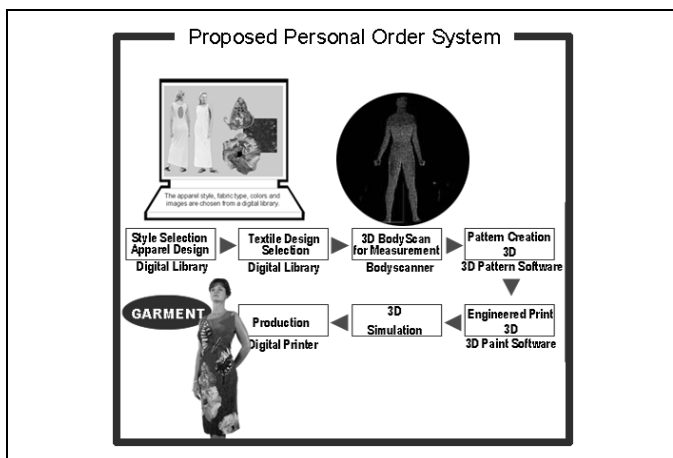 Proposed Personal Order System
The apparel style, fabric type, colors and
images are chosen from a digital library.
Style Selection
Apparel Design
Digital Library
Textile Design
Selection
Digital Library
3D BodyScan
for Measurement
Bodyscanner
Pattern Creation
3D
3D Pattern Software
Engineered Print
3D
3D Paint Software
3D
Simulation
Production
Digital Printer
GARMENT